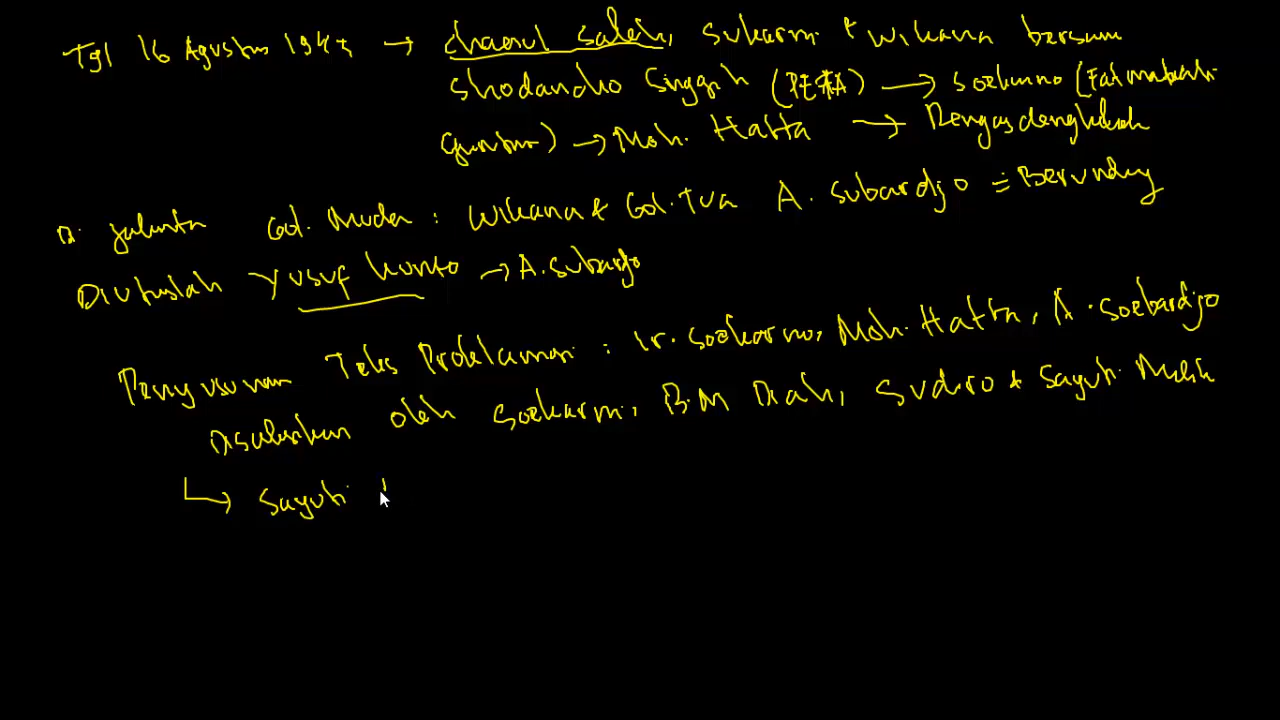 Tgl 16 Agustus 1945 → Chaerul Saleh, Sukarni & Wikana bersama
Shodancho Singgih (PETA) → Soekarno (Fatmawati
Guntur) → Moh. Hatta → Rengasdengklok
Di Jakarta Gol. Muda : Wikana & Gol. Tua A. Subardjo = Berunding
Diutuslah Yusuf Kunto → A. Subardjo
Penyusunan Teks Proklamasi : Ir. Soekarno, Moh. Hatta, A. Soebardjo
Disaksikan oleh Soekarni, B.M Diah, Sudiro & Sayuti Melik
↳ Sayuti